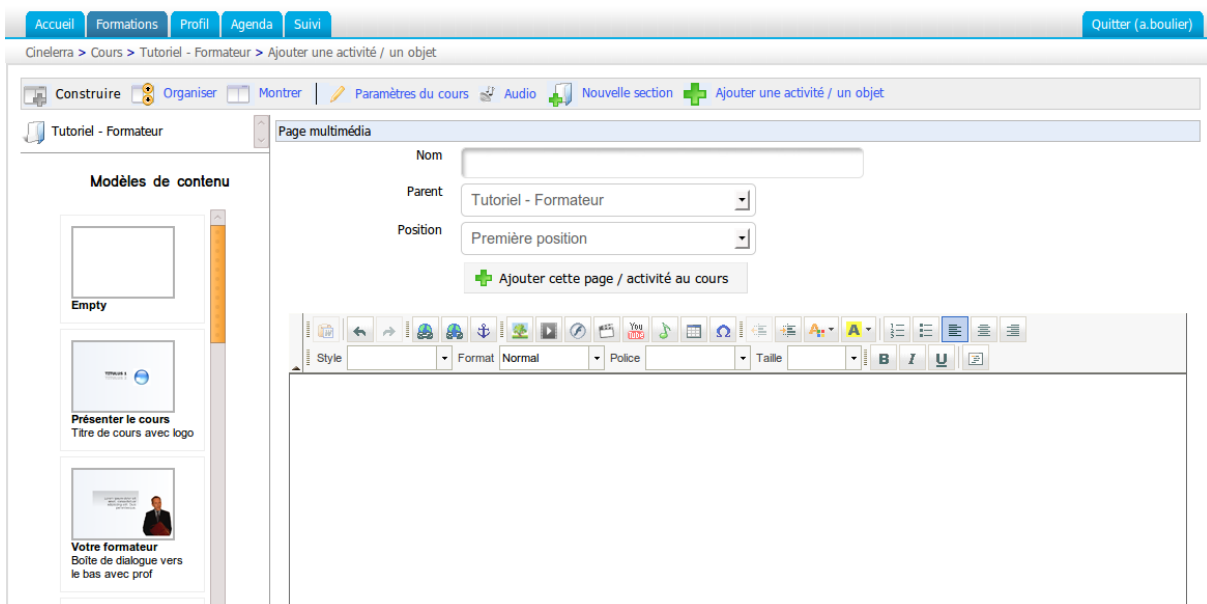 Accueil Formations Profil Agenda Suivi Quitter (a.boulier)
Cinelerra > Cours > Tutoriel - Formateur > Ajouter une activité / un objet
Construire Organiser Montrer Paramètres du cours Audio Nouvelle section Ajouter une activité / un objet
Tutoriel - Formateur
Page multimédia
Nom
Parent Tutoriel - Formateur
Position Première position
Ajouter cette page / activité au cours
Modèles de contenu
Empty
Présenter le cours
Titre de cours avec logo
Votre formateur
Boîte de dialogue vers
le bas avec prof
You
Tube
Style Format Normal Police Taille
B I U